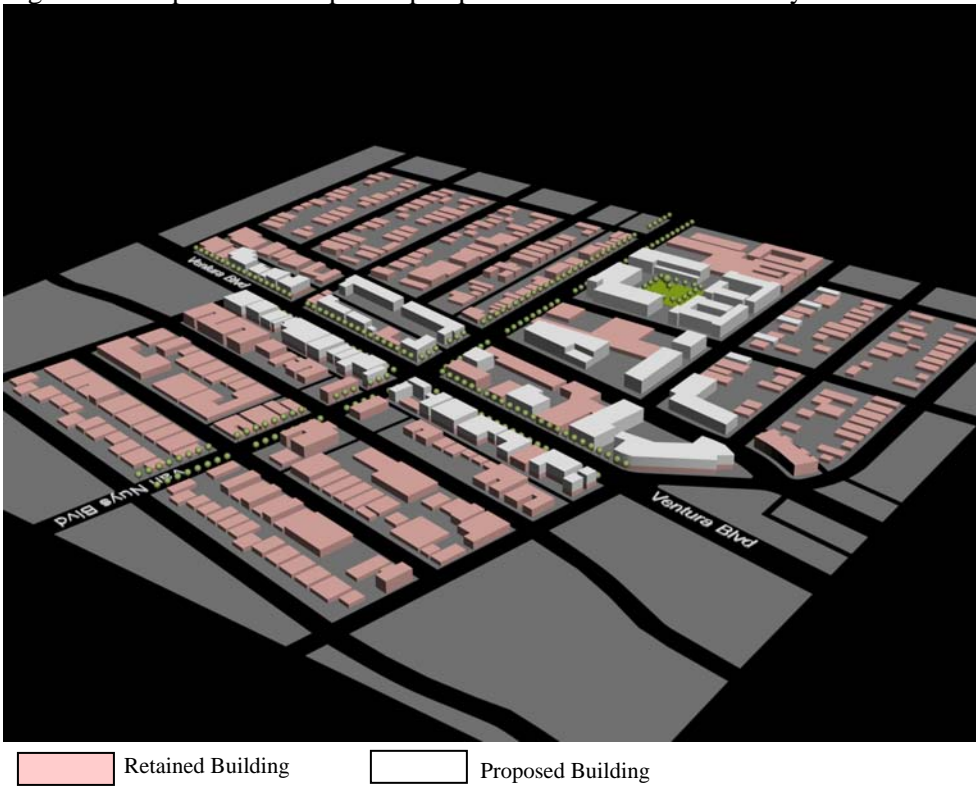 Ventura Blvd
Van Nuys Blvd
Ventura Blvd
Retained Building
Proposed Building